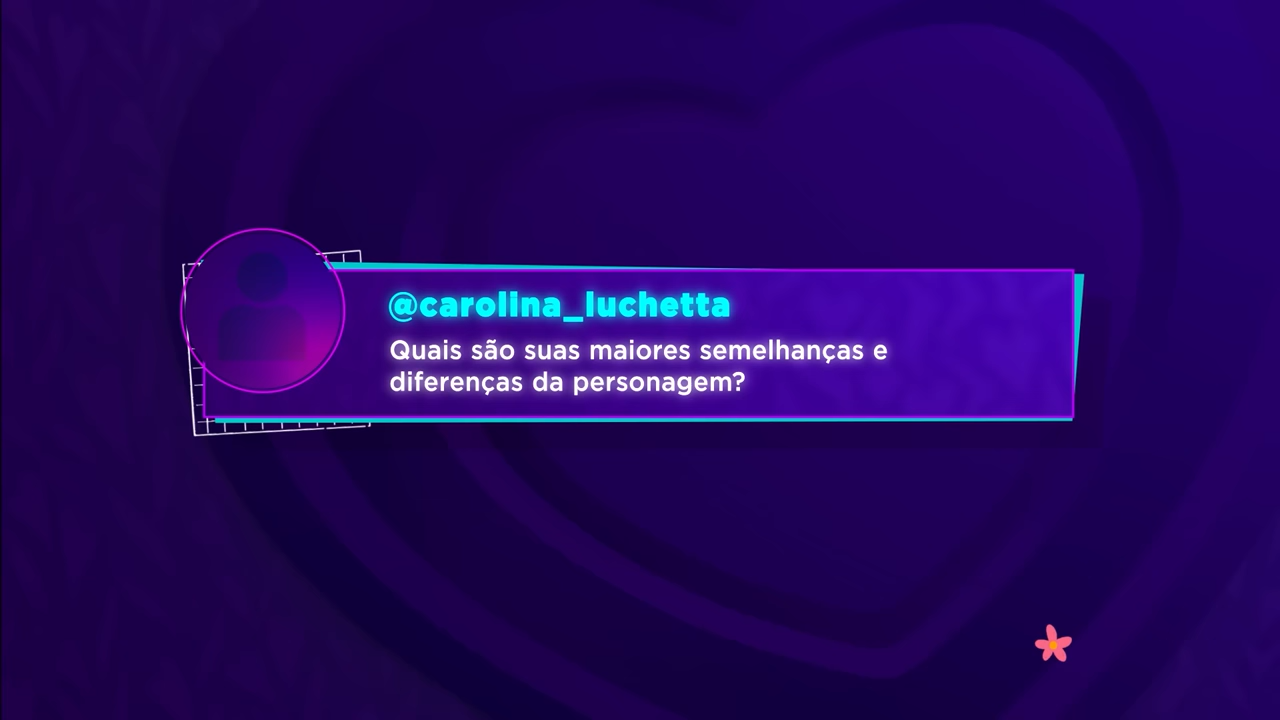 @carolina_luchetta
Quais são suas maiores semelhanças e
diferenças da personagem?